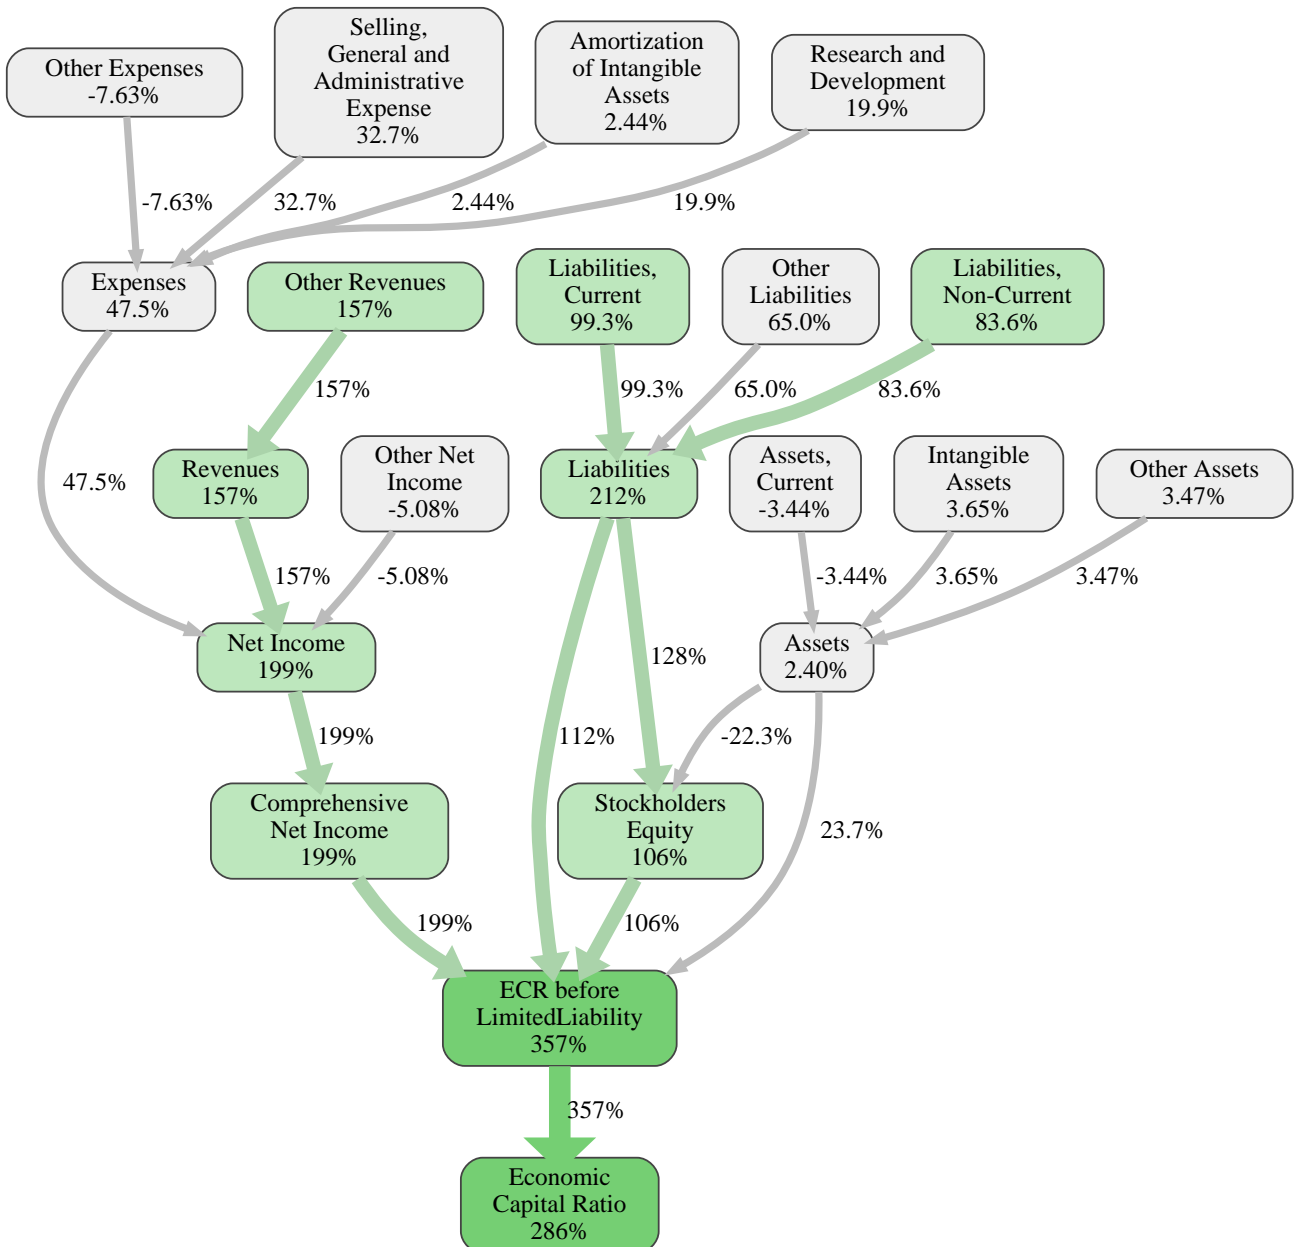 Other Expenses
-7.63%
Selling,
General and
Administrative
Expense
32.7%
Amortization
of Intangible
Assets
2.44%
Research and
Development
19.9%
-7.63%
32.7%
2.44%
19.9%
Expenses
47.5%
Other Revenues
157%
Liabilities,
Current
99.3%
Other
Liabilities
65.0%
Liabilities,
Non-Current
83.6%
157%
99.3%
65.0%
83.6%
47.5%
Revenues
157%
Other Net
Income
-5.08%
Liabilities
212%
Assets,
Current
-3.44%
Intangible
Assets
3.65%
Other Assets
3.47%
157%
-5.08%
-3.44%
3.65%
3.47%
Net Income
199%
128%
Assets
2.40%
199%
112%
-22.3%
Comprehensive
Net Income
199%
Stockholders
Equity
106%
23.7%
199%
106%
ECR before
LimitedLiability
357%
357%
Economic
Capital Ratio
286%